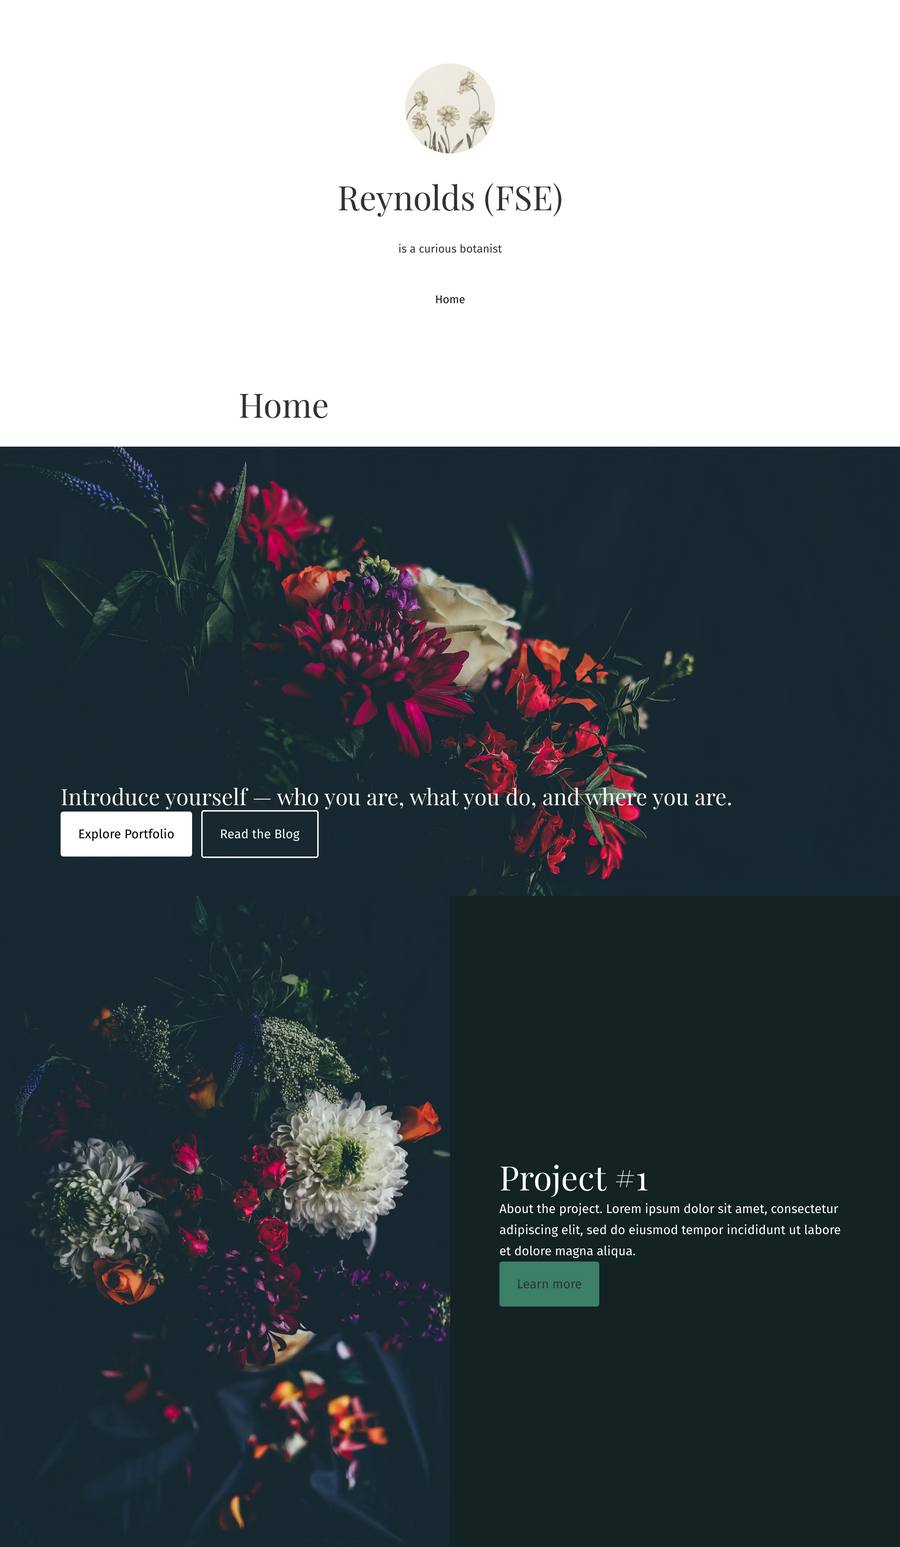 Reynolds (FSE)
is a curious botanist
Home
Home
Introduce yourself — who you are, what you do, and where you are.
Explore Portfolio
Read the Blog
Project #1
About the project. Lorem ipsum dolor sit amet, consectetur
adipiscing elit, sed do eiusmod tempor incididunt ut labore
et dolore magna aliqua.
Learn more